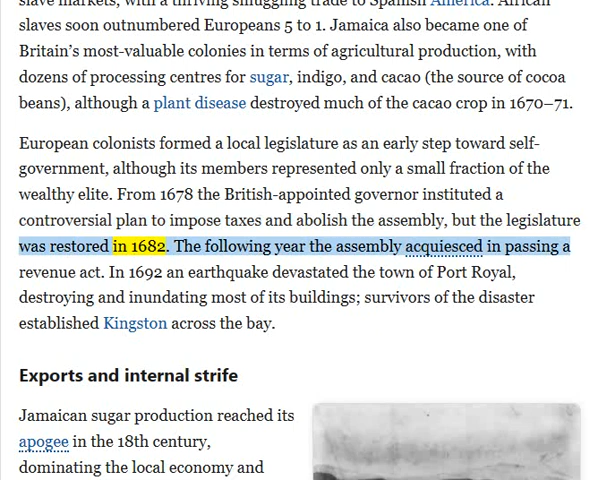 slave markets, with a thriving smuggling trade to Spanish America. African
slaves soon outnumbered Europeans 5 to 1. Jamaica also became one of
Britain’s most-valuable colonies in terms of agricultural production, with
dozens of processing centres for sugar, indigo, and cacao (the source of cocoa
beans), although a plant disease destroyed much of the cacao crop in 1670–71.
European colonists formed a local legislature as an early step toward self-
government, although its members represented only a small fraction of the
wealthy elite. From 1678 the British-appointed governor instituted a
controversial plan to impose taxes and abolish the assembly, but the legislature
was restored in 1682. The following year the assembly acquiesced in passing a
revenue act. In 1692 an earthquake devastated the town of Port Royal,
destroying and inundating most of its buildings; survivors of the disaster
established Kingston across the bay.
Exports and internal strife
Jamaican sugar production reached its
apogee in the 18th century,
dominating the local economy and